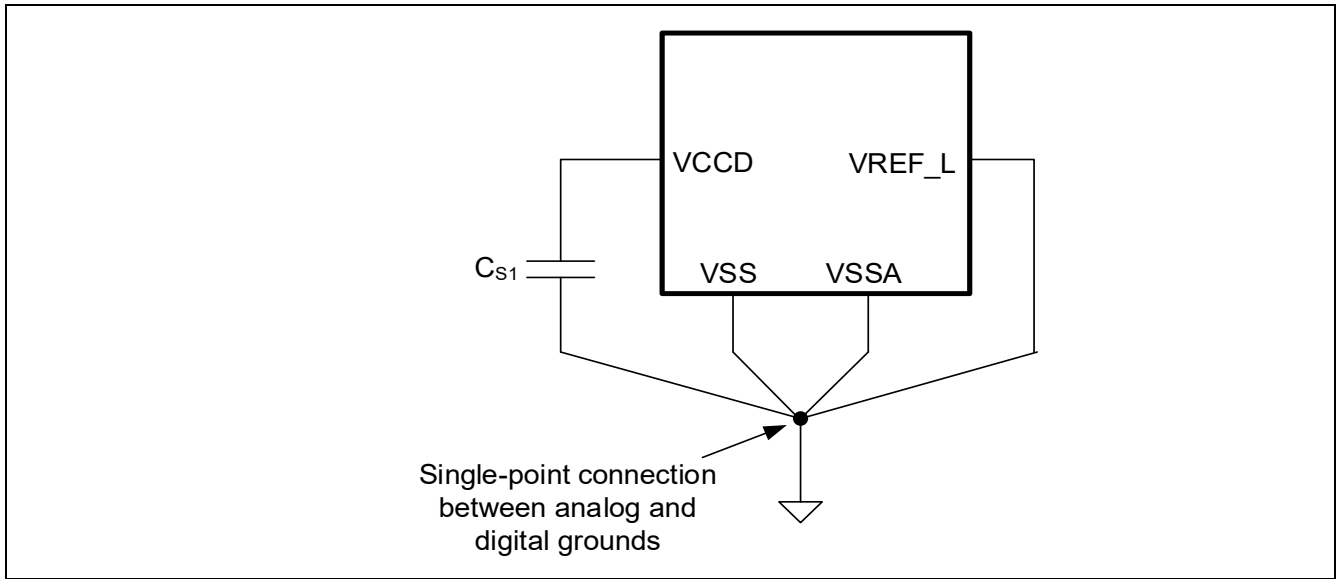 VCCD
VREF_L
CS1
VSS
VSSA
Single-point connection
between analog and
digital grounds